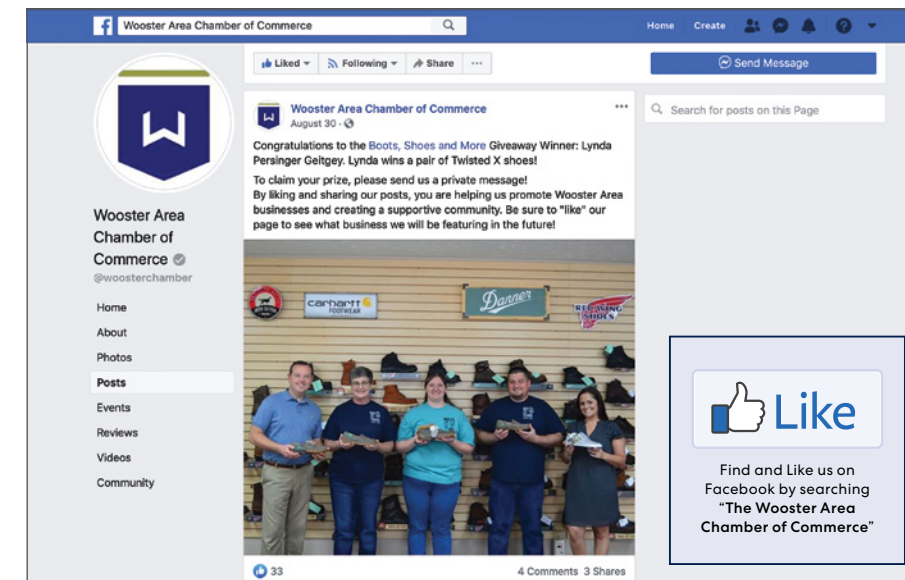 Wooster Area Chamber of Commerce
Home Create
Liked Following Share ...
Send Message
Search for posts on this Page
W
Wooster Area
Chamber of
Commerce
@woosterchamber
Home
About
Photos
Posts
Events
Reviews
Videos
Community
W
Wooster Area Chamber of Commerce
August 30 ·
Congratulations to the Boots, Shoes and More Giveaway Winner: Lynda
Persinger Geitgey. Lynda wins a pair of Twisted X shoes!
To claim your prize, please send us a private message!
By liking and sharing our posts, you are helping us promote Wooster Area
businesses and creating a supportive community. Be sure to "like" our
page to see what business we will be featuring in the future!
carhartt
FOOTWEAR
Danner
RED WING
SHOES
33
4 Comments 3 Shares
Like
Find and Like us on
Facebook by searching
“The Wooster Area
Chamber of Commerce”